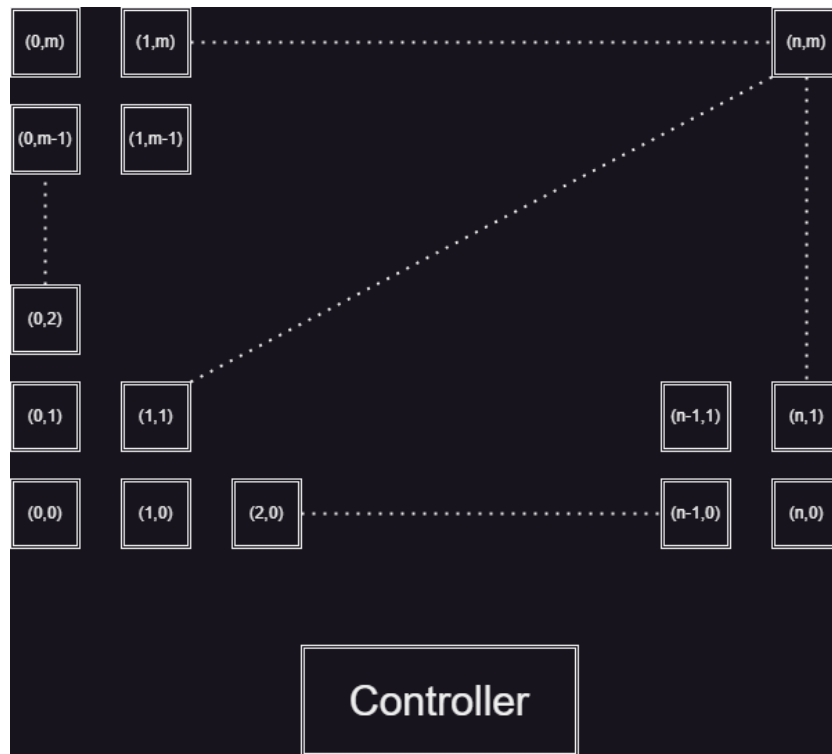 (0,m) (1,m) (n,m)
(0,m-1) (1,m-1)
(0,2)
(0,1) (1,1) (n-1,1) (n,1)
(0,0) (1,0) (2,0) (n-1,0) (n,0)
Controller